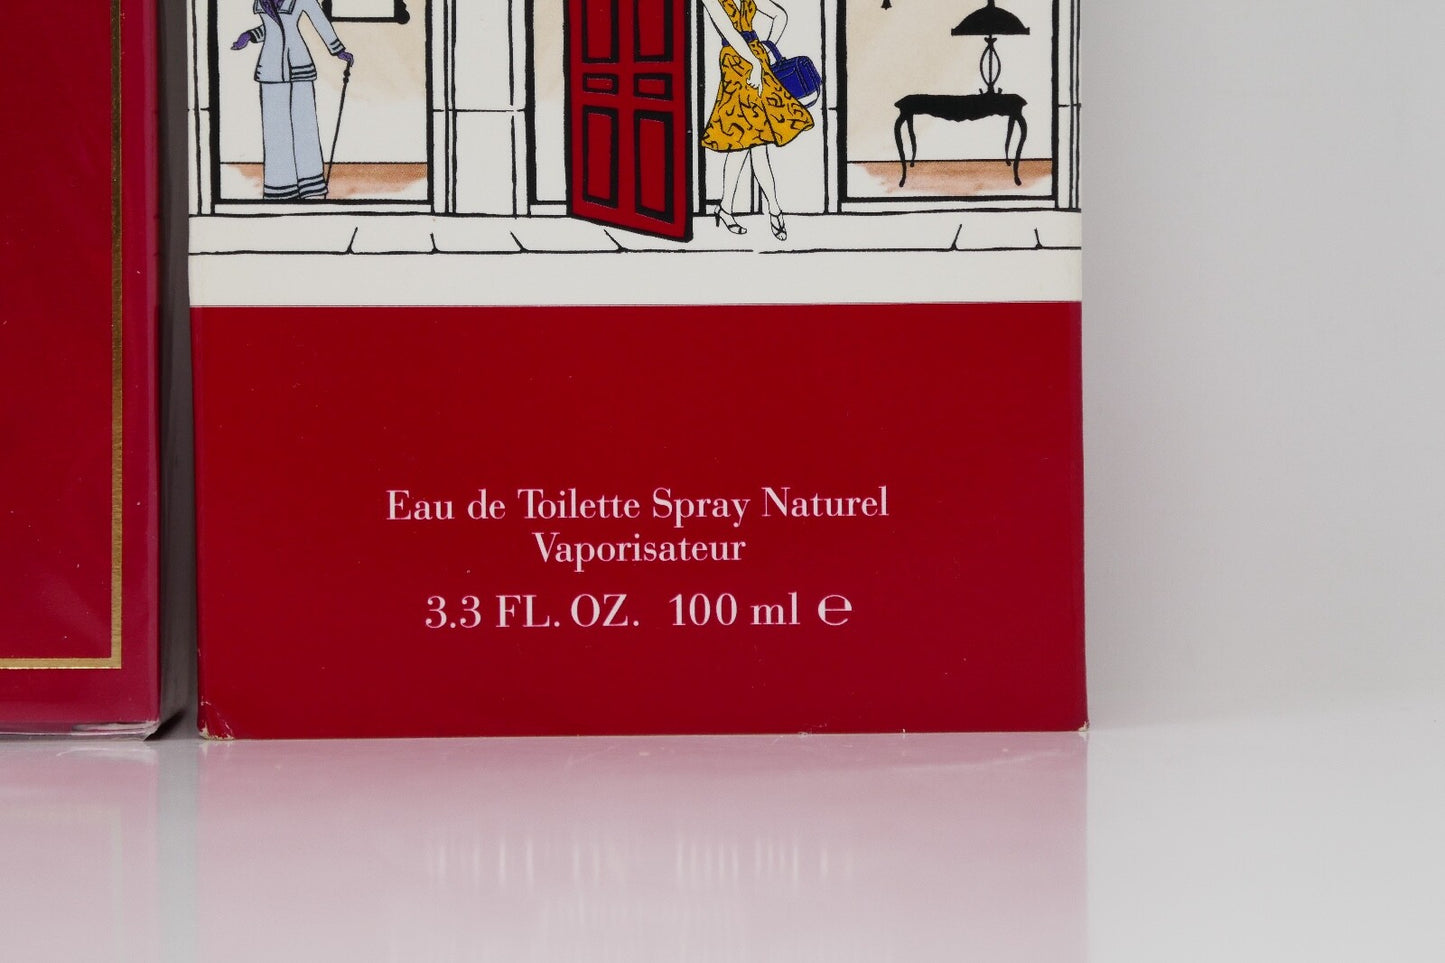 Eau de Toilette Spray Naturel
Vaporisateur
3.3 FL. OZ. 100 ml ℮